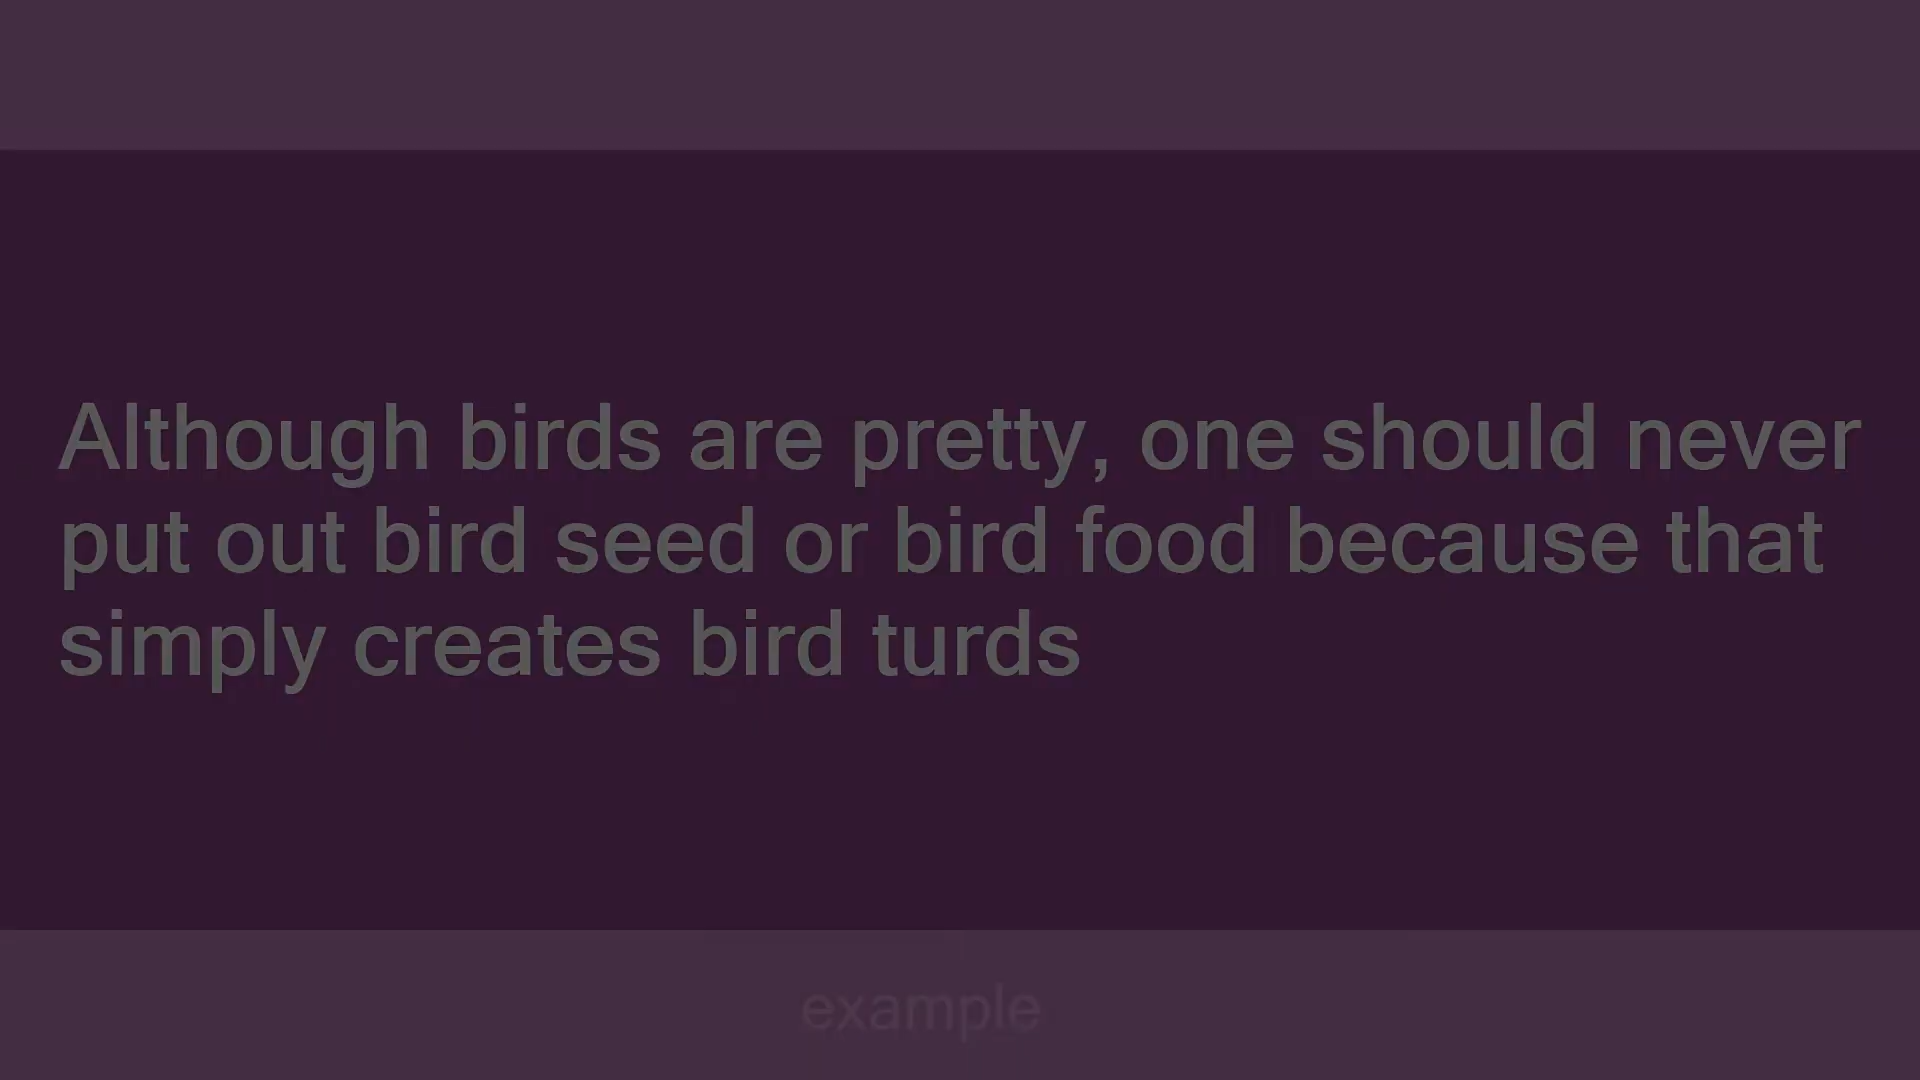 Although birds are pretty, one should never
put out bird seed or bird food because that
simply creates bird turds
example